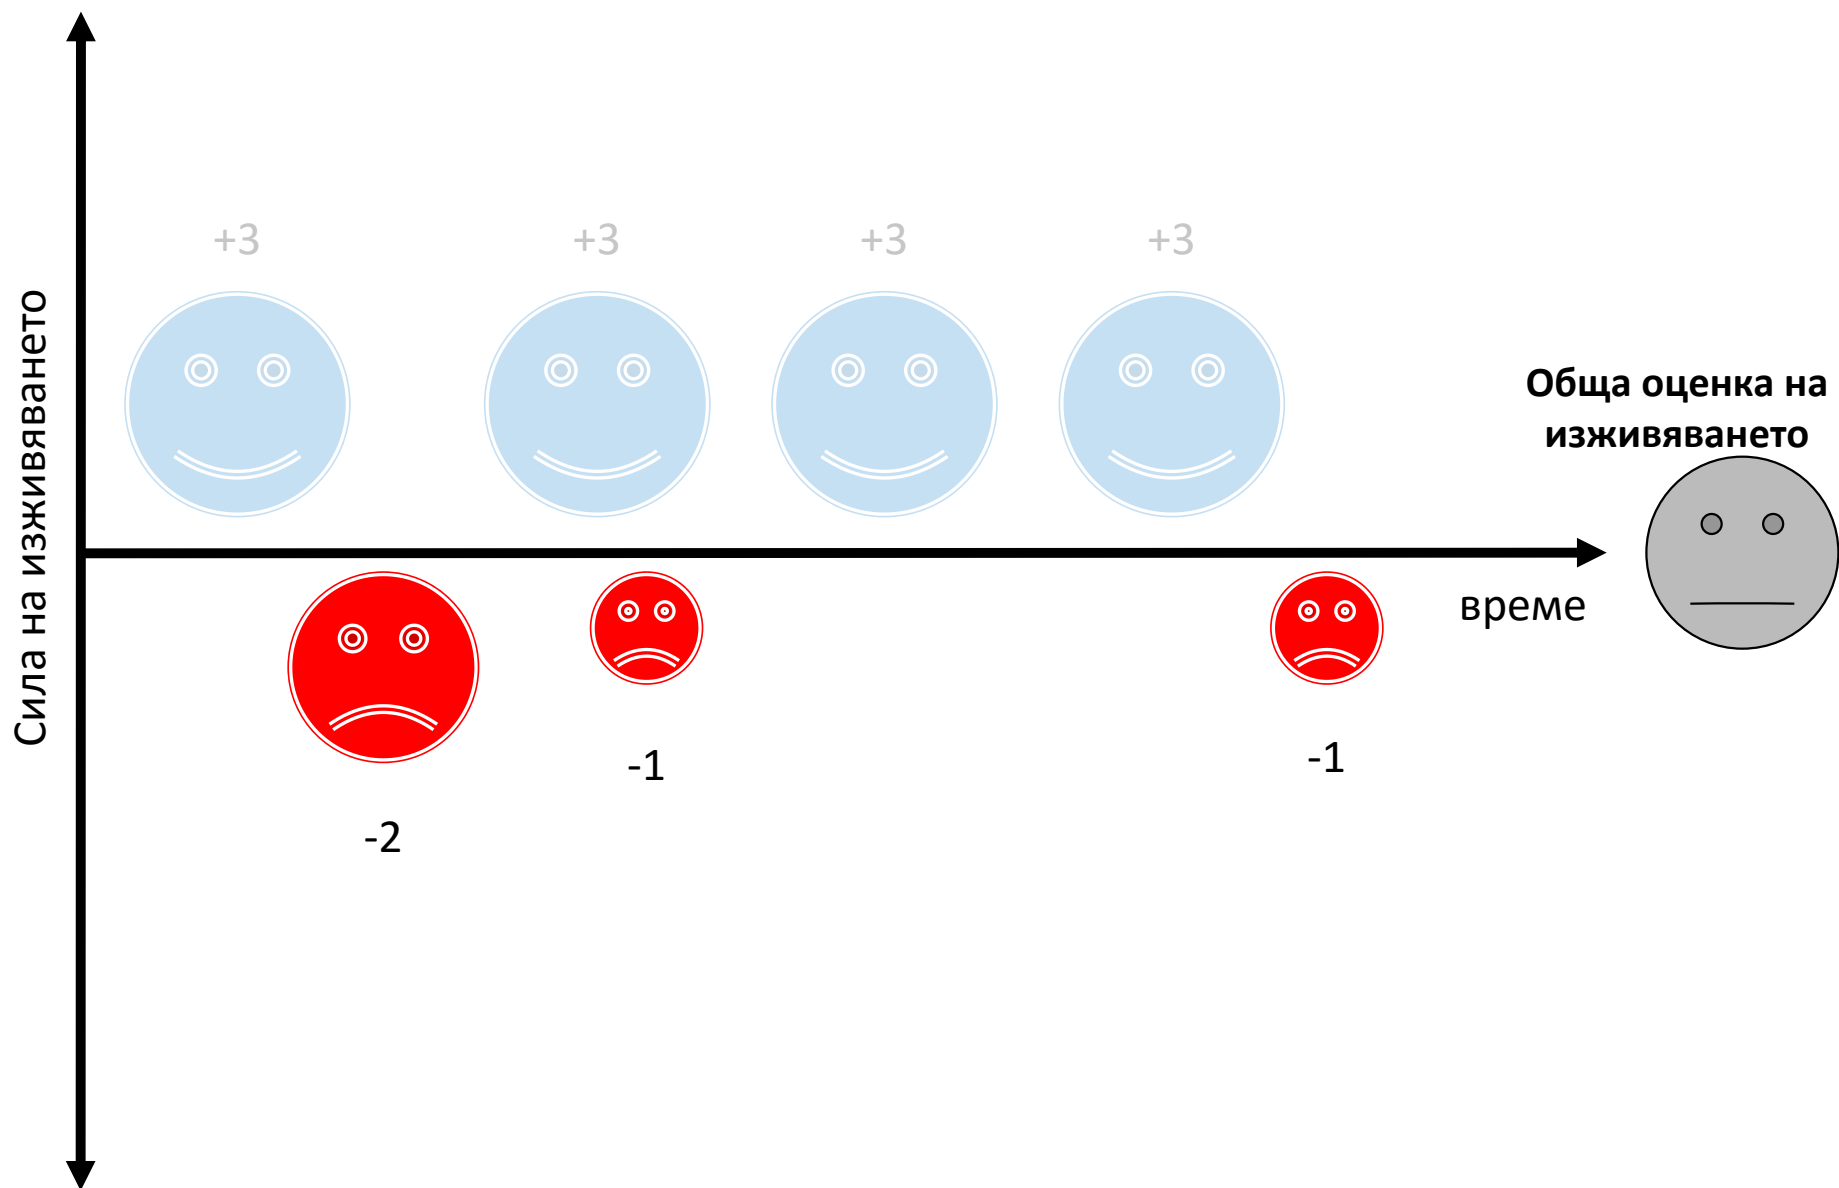 +3
+3
+3
+3
Сила на изживяването
Обща оценка на
изживяването
време
-1
-1
-2